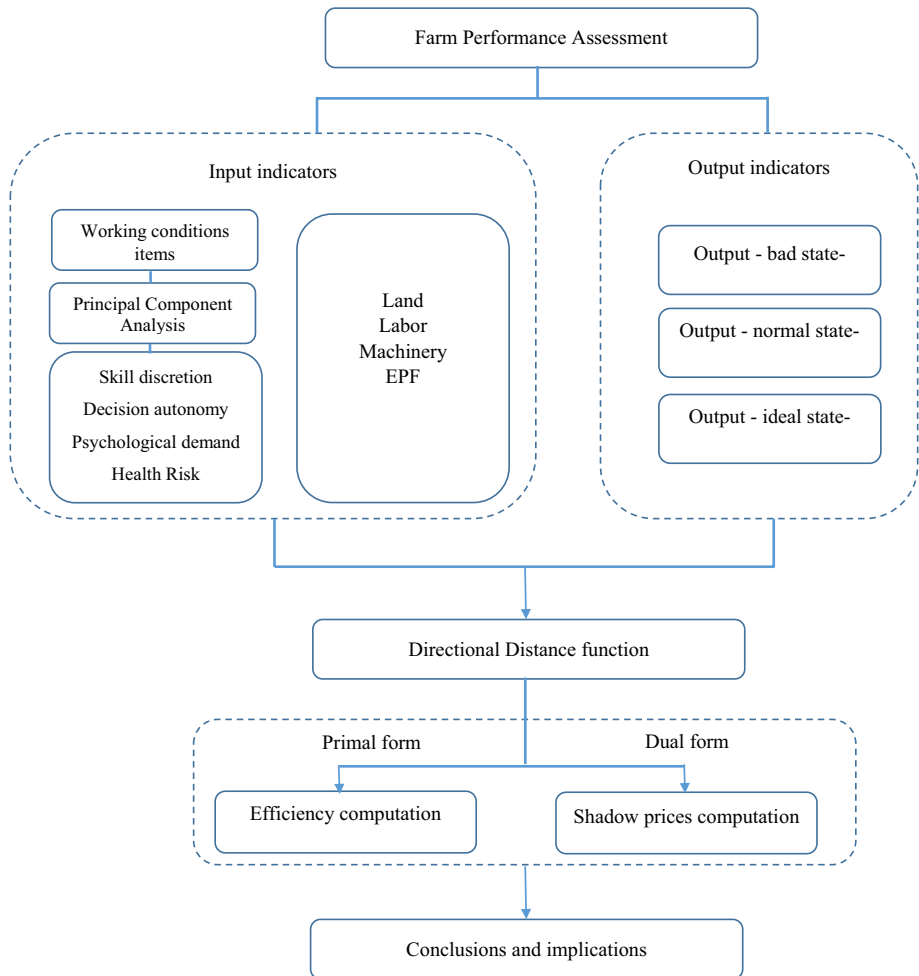 Farm Performance Assessment
Input indicators
Working conditions
items
Principal Component
Analysis
Skill discretion
Decision autonomy
Psychological demand
Health Risk
Land
Labor
Machinery
EPF
Output indicators
Output - bad state-
Output - normal state-
Output - ideal state-
Directional Distance function
Primal form
Dual form
Efficiency computation
Shadow prices computation
Conclusions and implications